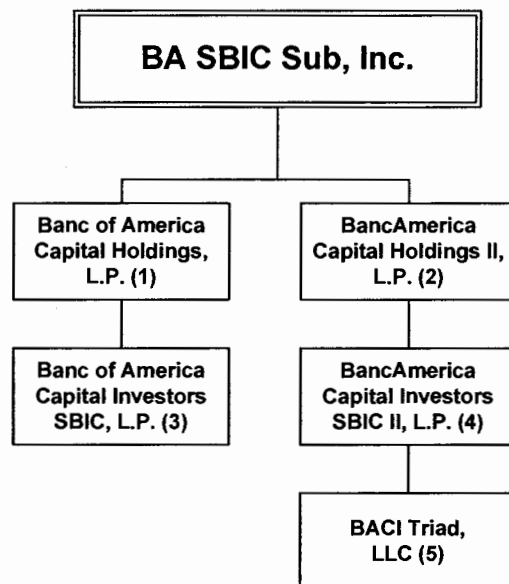 BA SBIC Sub, Inc.
Banc of America
Capital Holdings,
L.P. (1)
BancAmerica
Capital Holdings II,
L.P. (2)
Banc of America
Capital Investors
SBIC, L.P. (3)
BancAmerica
Capital Investors
SBIC II, L.P. (4)
BACI Triad,
LLC (5)